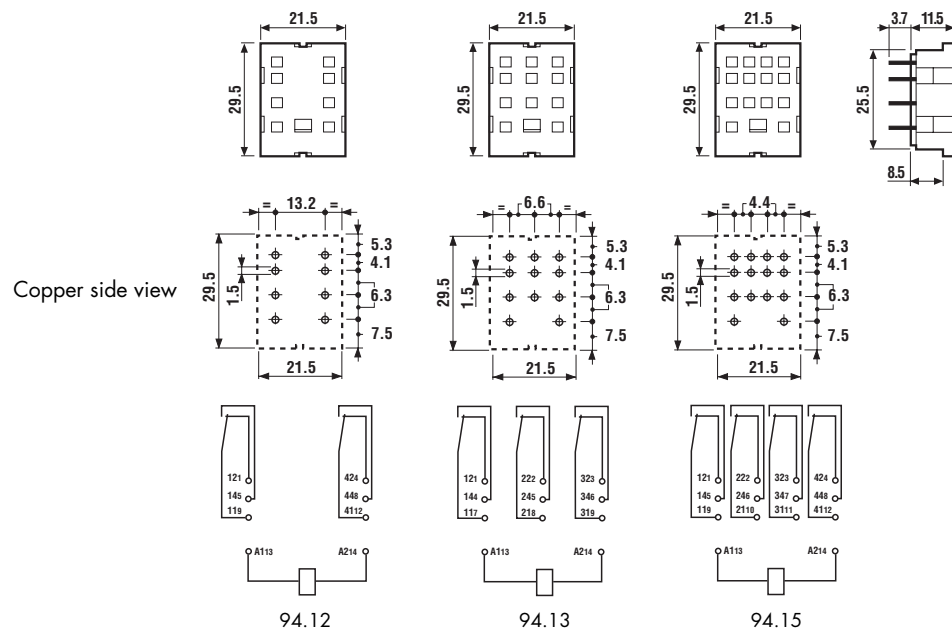 21.5 21.5 21.5 3.7 11.5
29.5 29.5 29.5 25.5
8.5
= 13.2 = = 6.6 = = 4.4 =
5.3 5.3 5.3
4.1 4.1 4.1
Copper side view 29.5 1.5 6.3 29.5 1.5 6.3 29.5 1.5 6.3
7.5 7.5 7.5
21.5 21.5 21.5
121 424 121 222 323 121 222 323 424
145 448 144 245 346 145 246 347 448
119 4112 117 218 319 119 2110 3111 4112
A113 A214 A113 A214 A113 A214
94.12 94.13 94.15